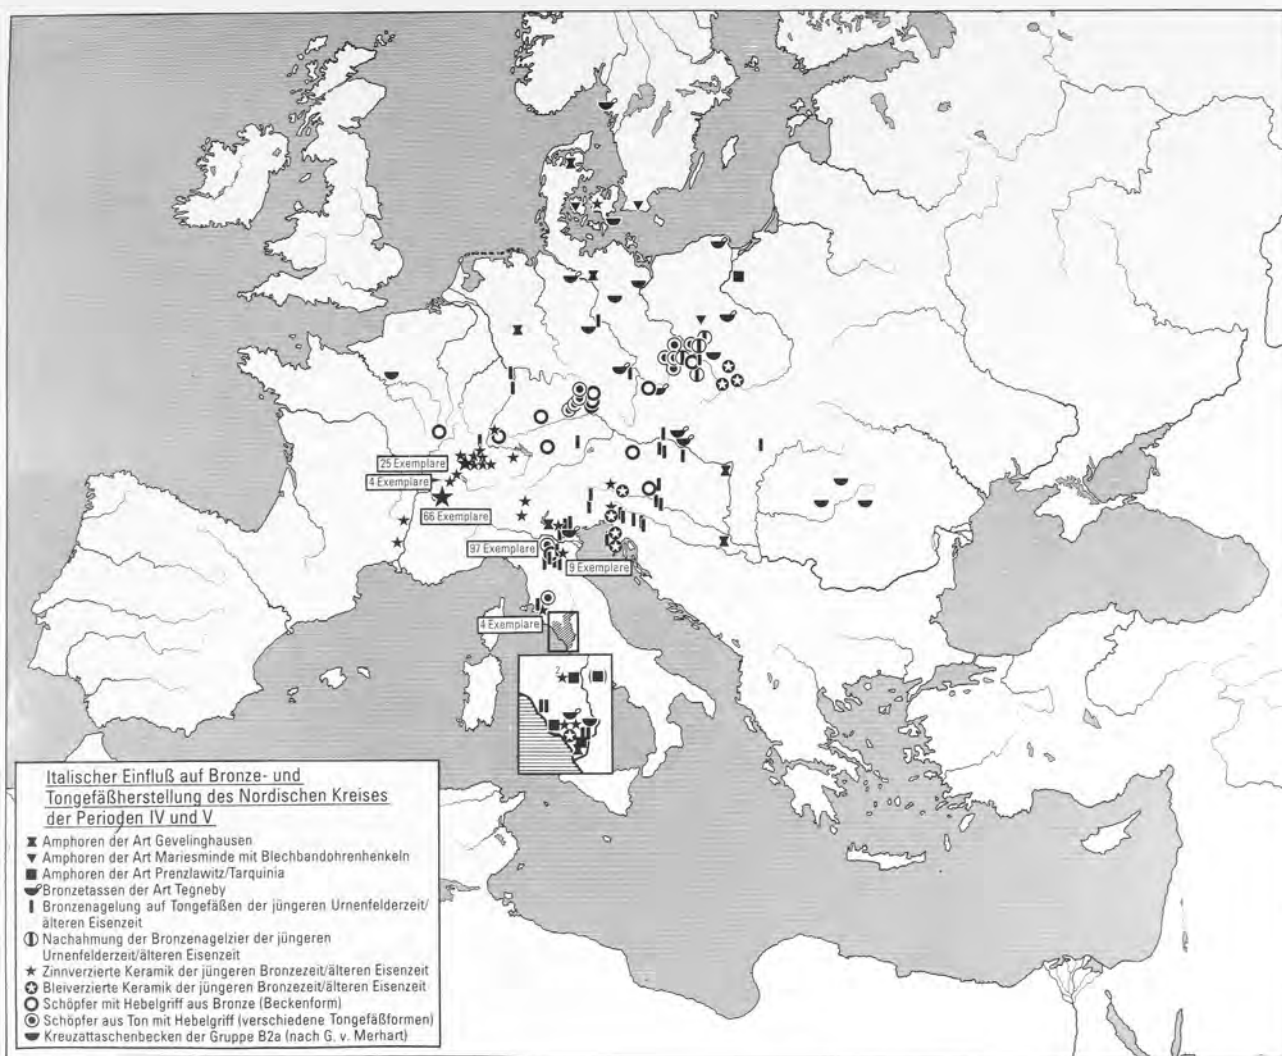 25 Exemplare
4 Exemplare
66 Exemplare
97 Exemplare
9 Exemplare
4 Exemplare
2
( )
Italischer Einfluß auf Bronze- und
Tongefäßherstellung des Nordischen Kreises
der Perioden IV und V
Amphoren der Art Gevelinghausen
Amphoren der Art Mariesminde mit Blechbandohrenhenkeln
Amphoren der Art Prenzlawitz/Tarquinia
Bronzetassen der Art Tegneby
Bronzenagelung auf Tongefäßen der jüngeren Urnenfelderzeit/
älteren Eisenzeit
Nachahmung der Bronzenagelzier der jüngeren
Urnenfelderzeit/älteren Eisenzeit
Zinnverzierte Keramik der jüngeren Bronzezeit/älteren Eisenzeit
Bleiverzierte Keramik der jüngeren Bronzezeit/älteren Eisenzeit
Schöpfer mit Hebelgriff aus Bronze (Beckenform)
Schöpfer aus Ton mit Hebelgriff (verschiedene Tongefäßformen)
Kreuzattaschenbecken der Gruppe B2a (nach G. v. Merhart)